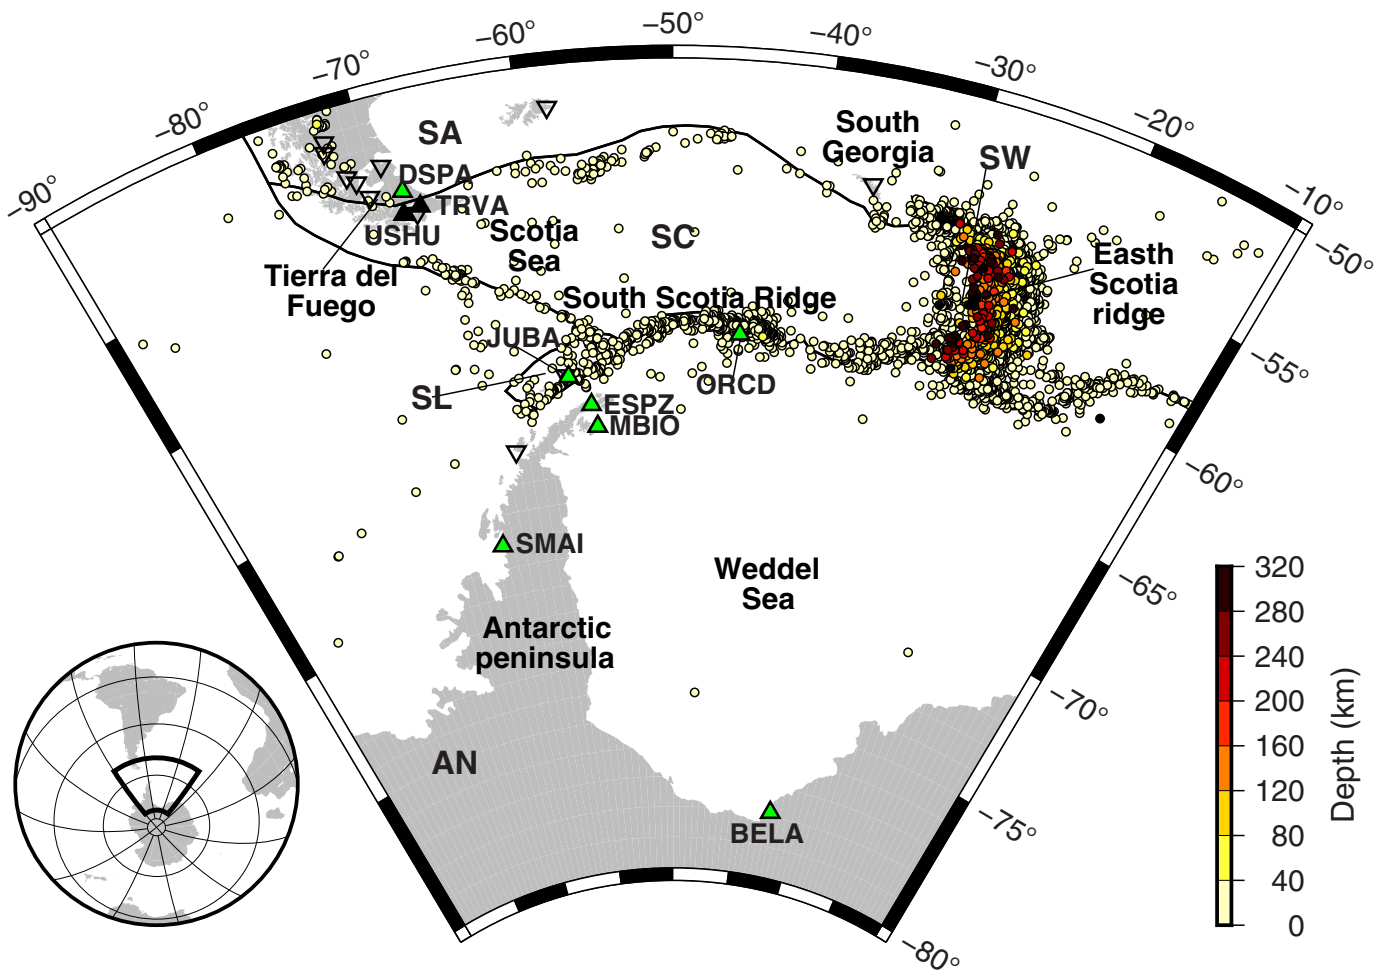 −90°
−80°
−70°
−60°
−50°
−40°
−30°
−20°
−10°
−50°
−55°
−60°
−65°
−70°
−75°
−80°
SA
DSPA
TRVA
USHU
Tierra del
Fuego
Scotia
Sea
SC
South
Georgia
SW
Easth
Scotia
ridge
South Scotia Ridge
JUBA
SL
ORCD
ESPZ
MBIO
SMAI
Weddel
Sea
Antarctic
peninsula
AN
BELA
320
280
240
200
160
120
80
40
0
Depth (km)